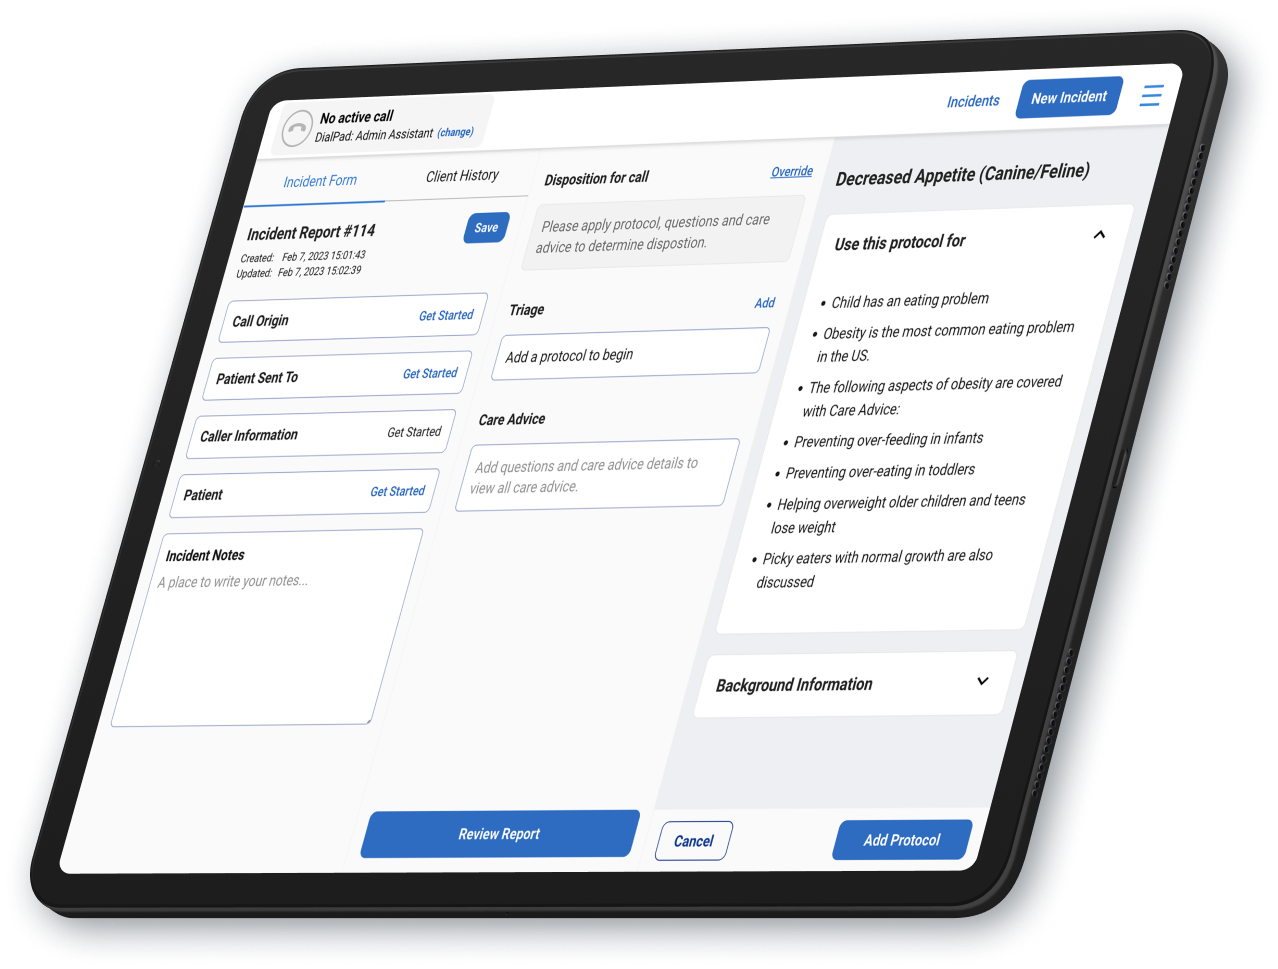 No active call
DialPad: Admin Assistant (change)
Incidents
New Incident
Incident Form
Client History
Incident Report #114
Save
Created: Feb 7, 2023 15:01:43
Updated: Feb 7, 2023 15:02:39
Call Origin
Get Started
Patient Sent To
Get Started
Caller Information
Get Started
Patient
Get Started
Incident Notes
A place to write your notes...
Disposition for call
Override
Please apply protocol, questions and care
advice to determine dispostion.
Triage
Add
Add a protocol to begin
Care Advice
Add questions and care advice details to
view all care advice.
Review Report
Decreased Appetite (Canine/Feline)
Use this protocol for
• Child has an eating problem
• Obesity is the most common eating problem
in the US.
• The following aspects of obesity are covered
with Care Advice:
• Preventing over-feeding in infants
• Preventing over-eating in toddlers
• Helping overweight older children and teens
lose weight
• Picky eaters with normal growth are also
discussed
Background Information
Cancel
Add Protocol